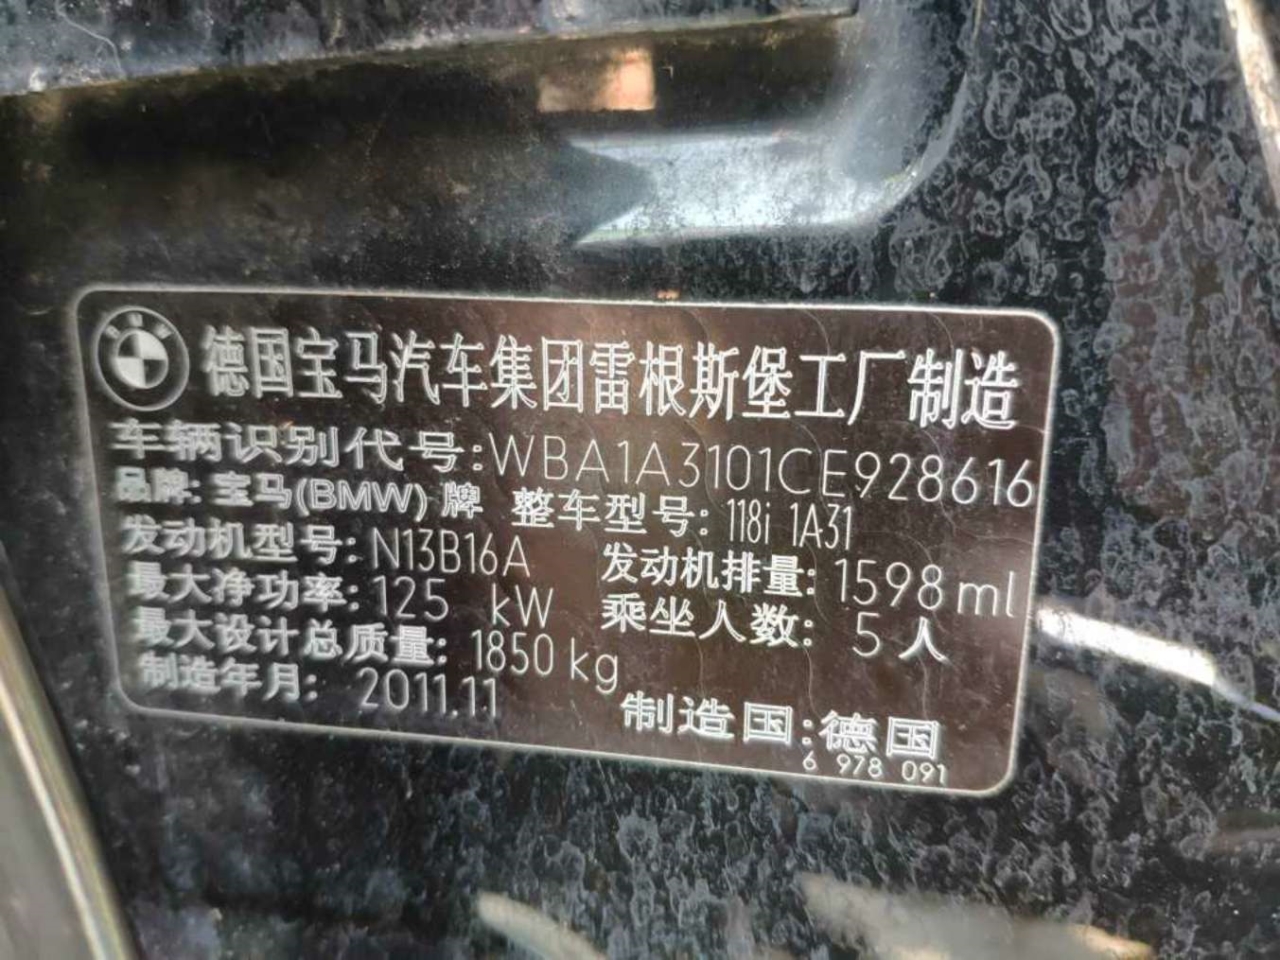 BMW
德国宝马汽车集团雷根斯堡工厂制造
车辆识别代号:WBA1A3101CE928616
品牌: 宝马(BMW) 牌 整车型号: 118i 1A31
发动机型号: N13B16A 发动机排量: 1598ml
最大净功率: 125 kW 乘坐人数: 5人
最大设计总质量: 1850kg
制造年月: 2011.11 制造国:德国
6 978 091